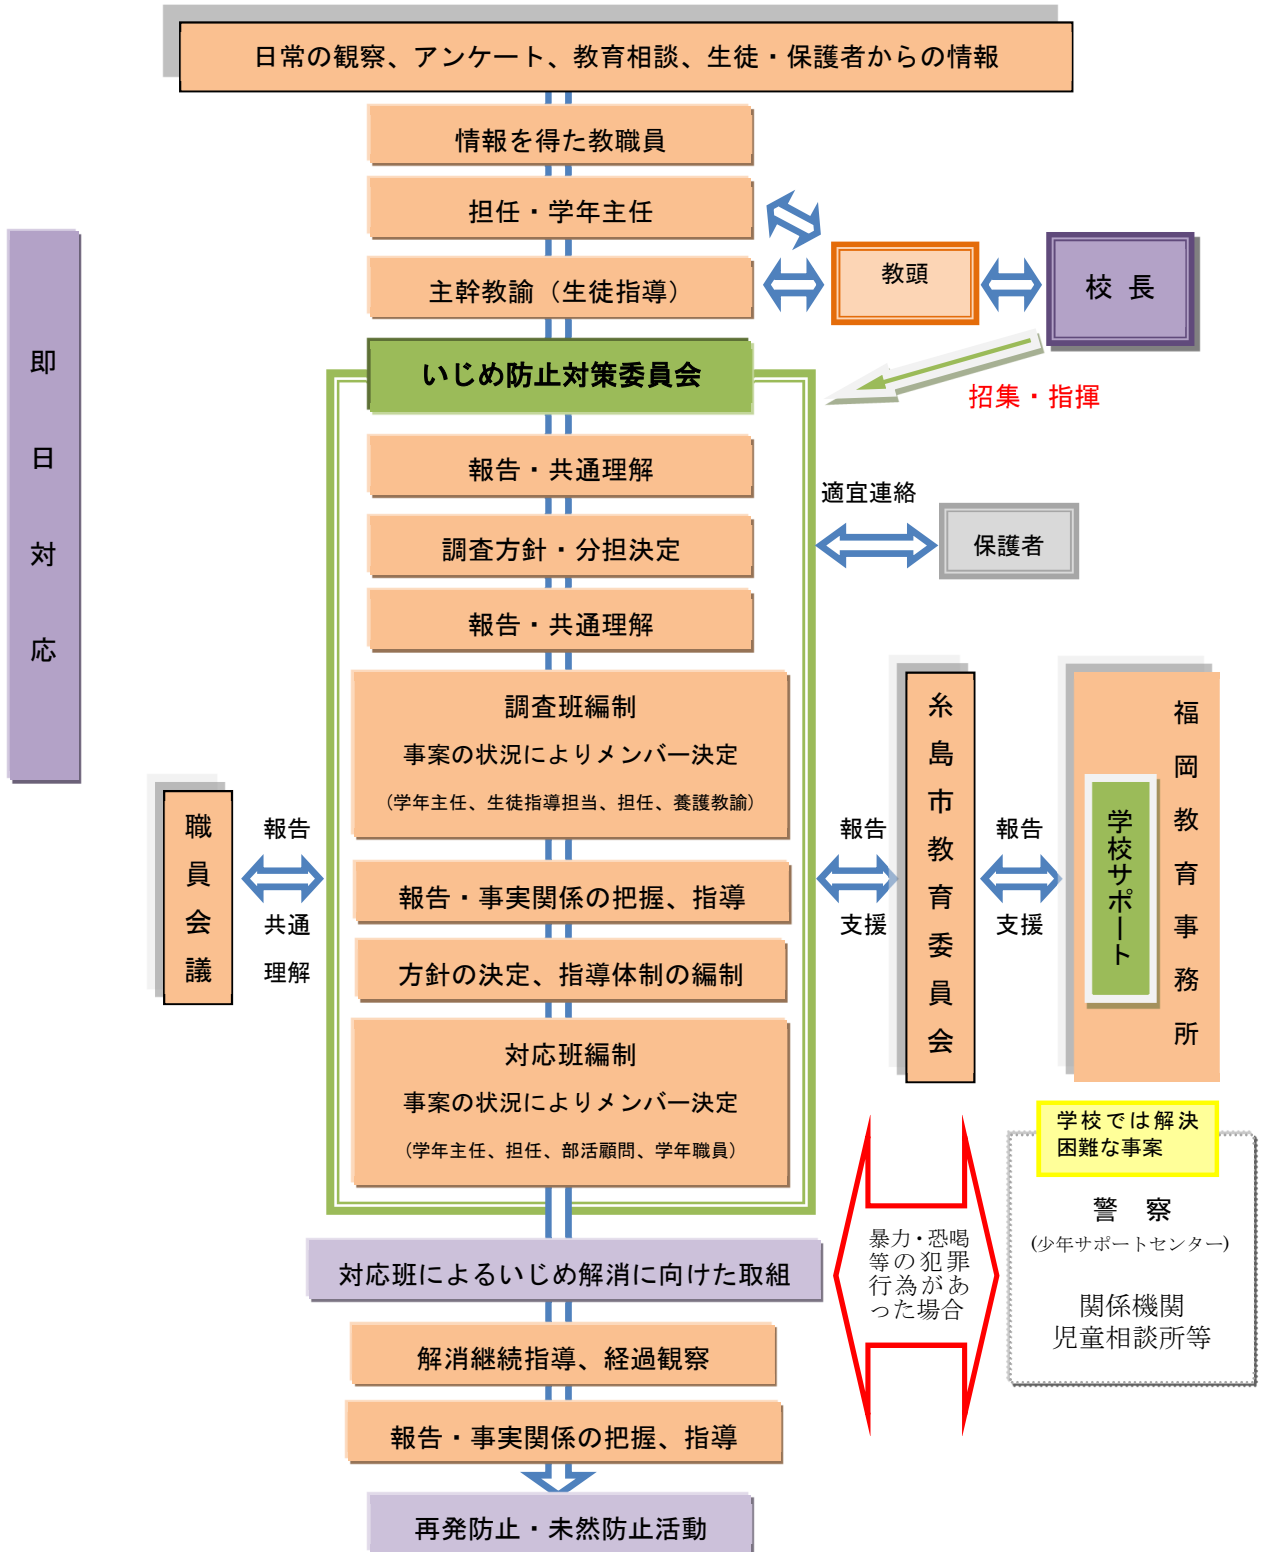 日常の観察、アンケート、教育相談、生徒・保護者からの情報
情報を得た教職員
担任・学年主任
主幹教諭（生徒指導）
教頭
校 長
即日対応
いじめ防止対策委員会
招集・指揮
報告・共通理解
適宜連絡
調査方針・分担決定
保護者
報告・共通理解
調査班編制
事案の状況によりメンバー決定
(学年主任、生徒指導担当、担任、養護教諭)
職員会議
報告
共通
理解
報告
支援
糸島市教育委員会
報告
支援
学校サポート
福岡教育事務所
報告・事実関係の把握、指導
方針の決定、指導体制の編制
対応班編制
事案の状況によりメンバー決定
(学年主任、担任、部活顧問、学年職員)
学校では解決
困難な事案
警 察
(少年サポートセンター)
関係機関
児童相談所等
暴力・恐喝
等の犯罪
行為があ
った場合
対応班によるいじめ解消に向けた取組
解消継続指導、経過観察
報告・事実関係の把握、指導
再発防止・未然防止活動